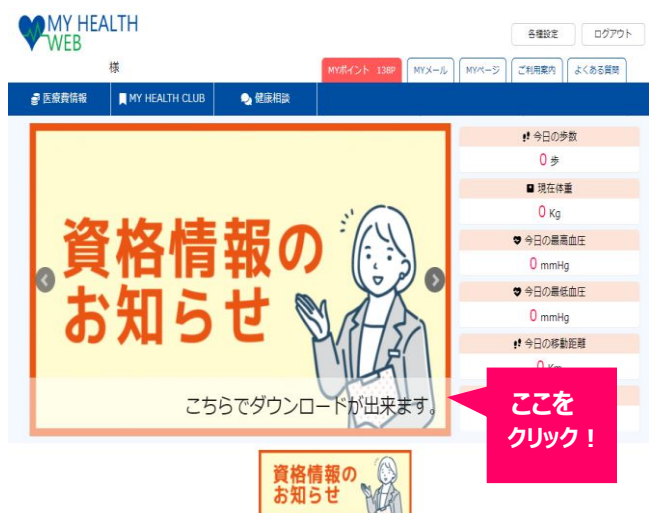 MY HEALTH
WEB
各種設定
ログアウト
様
MYポイント 138P
MYメール
MYページ
ご利用案内
よくある質問
医療費情報
MY HEALTH CLUB
健康相談
資格情報の
お知らせ
こちらでダウンロードが出来ます。
今日の歩数
0 歩
現在体重
0 Kg
今日の最高血圧
0 mmHg
今日の最低血圧
0 mmHg
今日の移動距離
0 Km
ここを
クリック！
資格情報の
お知らせ